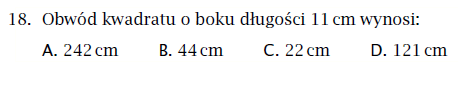 18. Obwód kwadratu o boku długości 11 cm wynosi:
A. 242 cm B. 44 cm C. 22 cm D. 121 cm